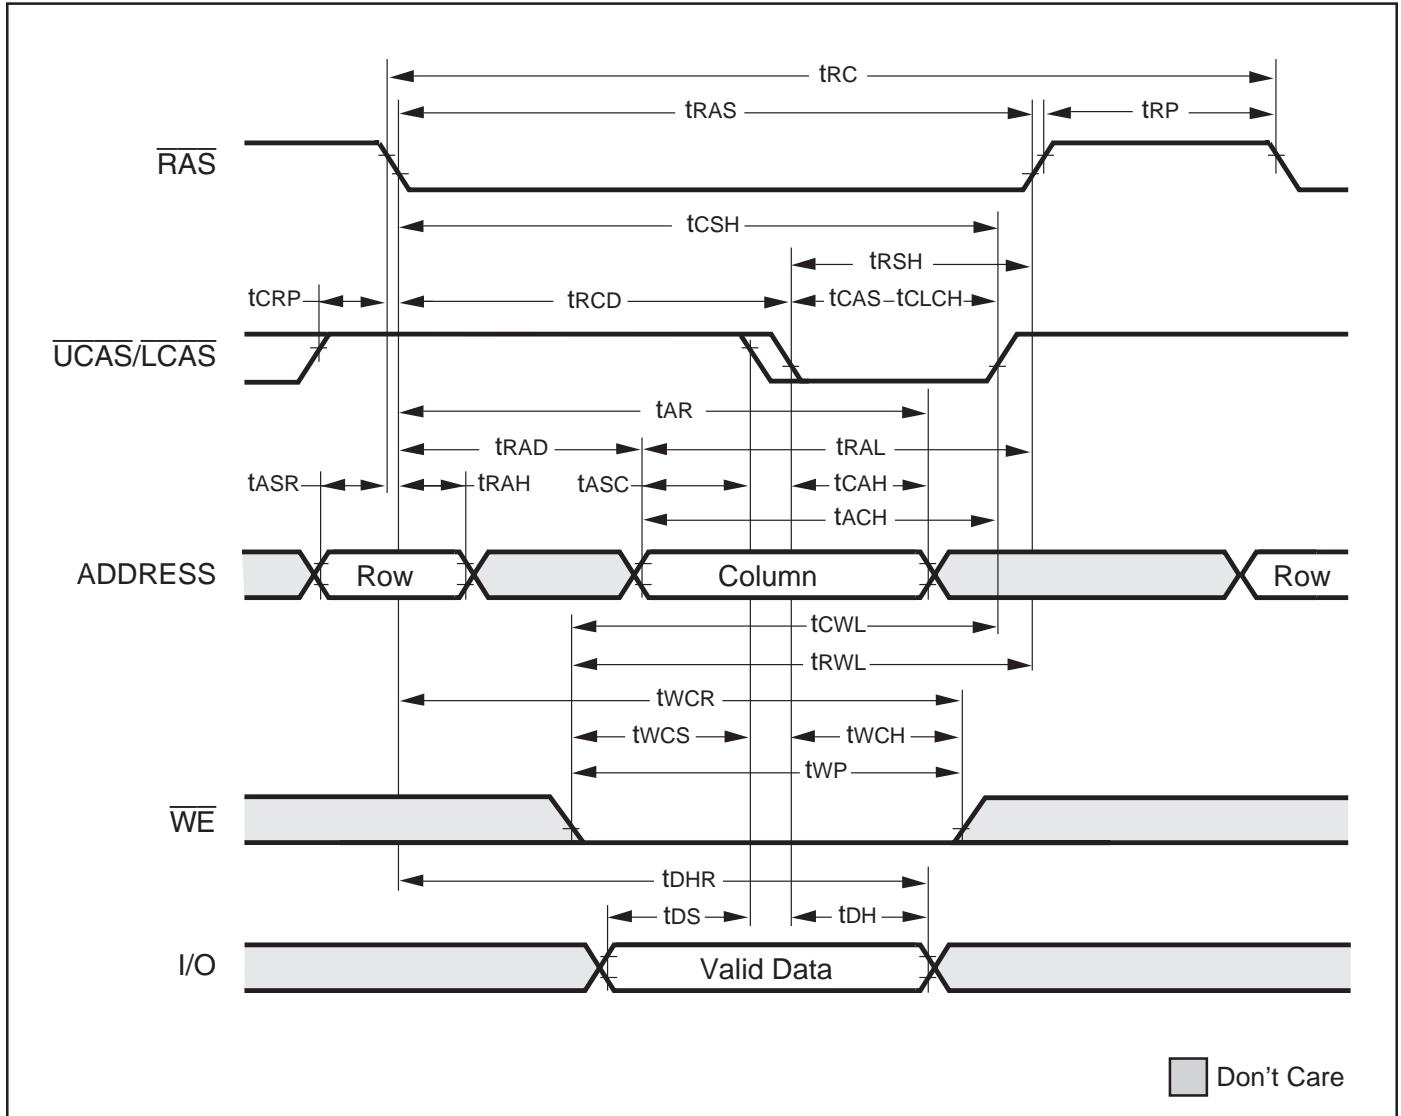 tRC
tRAS
tRP
RAS
tCSH
tRSH
tCRP
tRCD
tCAS
tCLCH
UCAS/LCAS
tAR
tRAD
tRAL
tASR
tRAH
tASC
tCAH
tACH
ADDRESS
Row
Column
Row
tCWL
tRWL
tWCR
tWCS
tWCH
tWP
WE
tDHR
tDS
tDH
I/O
Valid Data
Don't Care